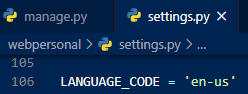 manage.py settings.py
webpersonal > settings.py > ...
105
106 LANGUAGE_CODE = 'en-us'